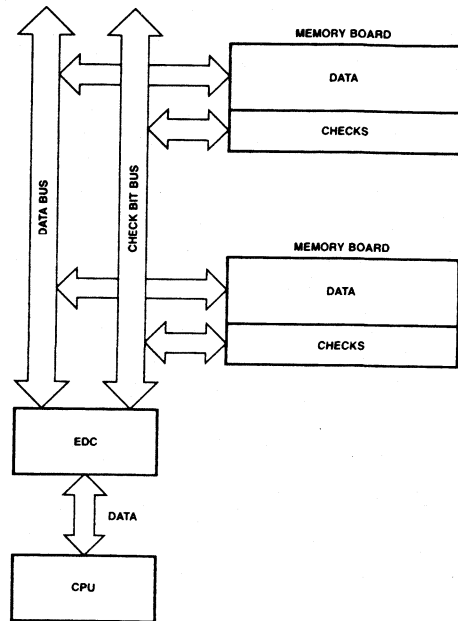 MEMORY BOARD
DATA
CHECKS
DATA BUS
CHECK BIT BUS
MEMORY BOARD
DATA
CHECKS
EDC
DATA
CPU